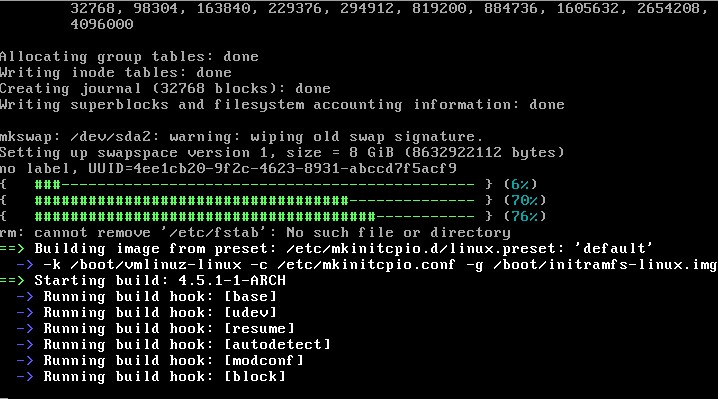 32768, 98304, 163840, 229376, 294912, 819200, 884736, 1605632, 2654208,
4096000
Allocating group tables: done
Writing inode tables: done
Creating journal (32768 blocks): done
Writing superblocks and filesystem accounting information: done
mkswap: /dev/sda2: warning: wiping old swap signature.
Setting up swapspace version 1, size = 8 GiB (8632922112 bytes)
no label, UUID=4ee1cb20-9f2c-4623-8931-abccd7f5acf9
{ ###------------------------------------------------ } (6%)
{ ####################################--------------- } (70%)
{ #######################################------------ } (76%)
rm: cannot remove '/etc/fstab': No such file or directory
==> Building image from preset: /etc/mkinitcpio.d/linux.preset: 'default'
-> -k /boot/vmlinuz-linux -c /etc/mkinitcpio.conf -g /boot/initramfs-linux.img
==> Starting build: 4.5.1-1-ARCH
-> Running build hook: [base]
-> Running build hook: [udev]
-> Running build hook: [resume]
-> Running build hook: [autodetect]
-> Running build hook: [modconf]
-> Running build hook: [block]